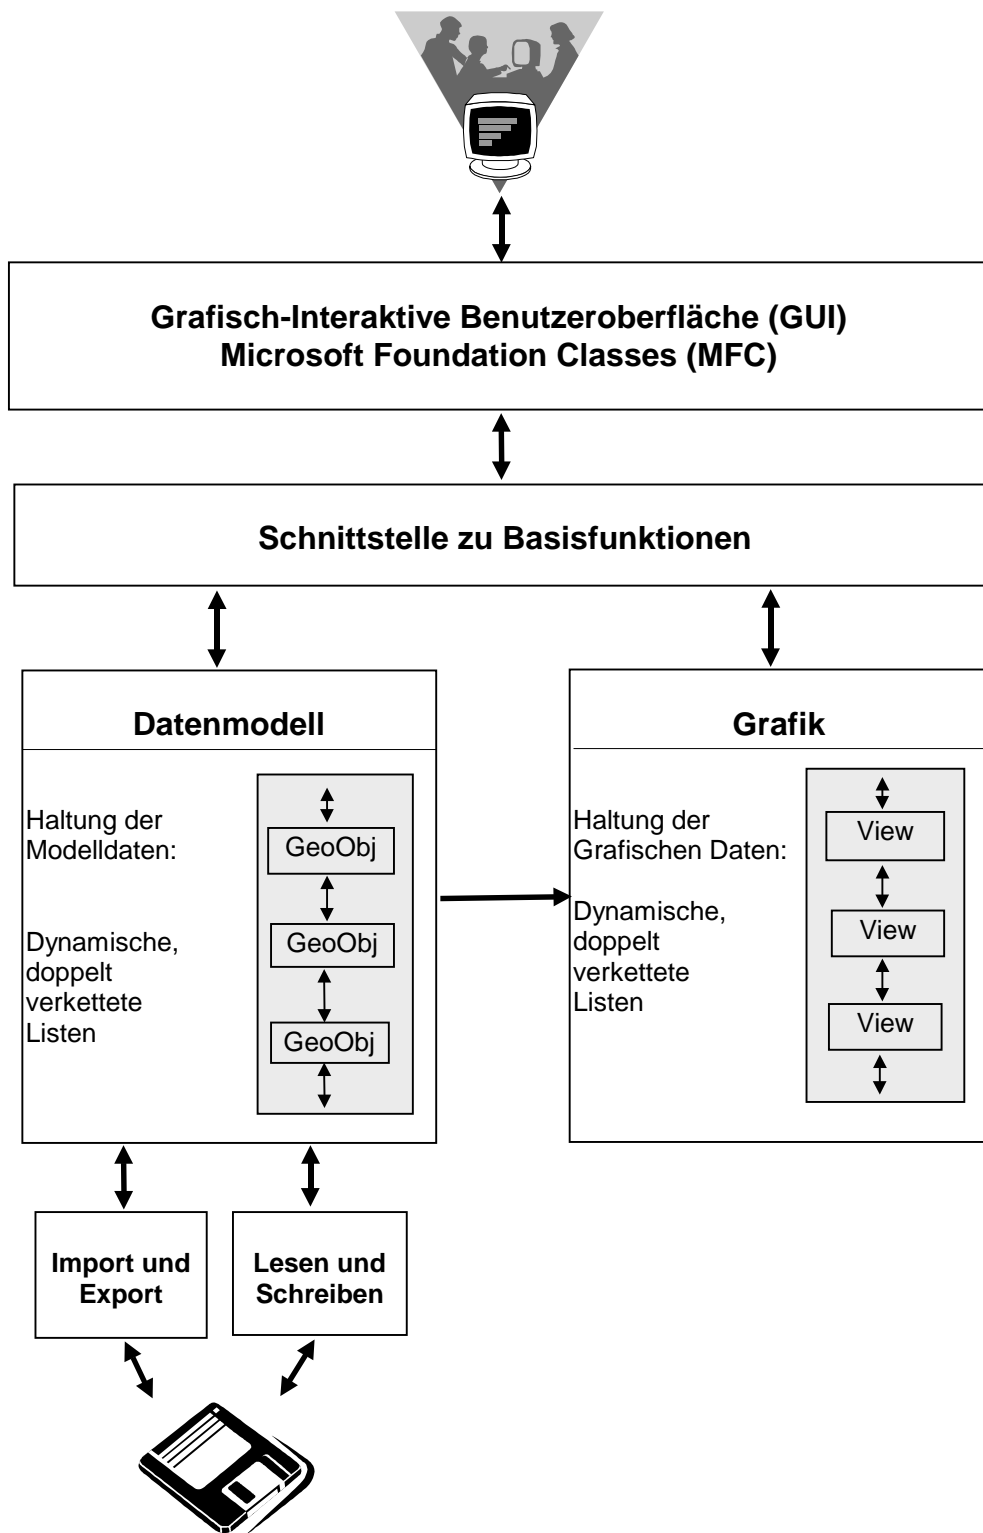 Grafisch-Interaktive Benutzeroberfläche (GUI)
Microsoft Foundation Classes (MFC)
Schnittstelle zu Basisfunktionen
Datenmodell
Haltung der
Modelldaten:
Dynamische,
doppelt
verkettete
Listen
GeoObj
GeoObj
GeoObj
Grafik
Haltung der
Grafischen Daten:
Dynamische,
doppelt
verkettete
Listen
View
View
View
Import und
Export
Lesen und
Schreiben